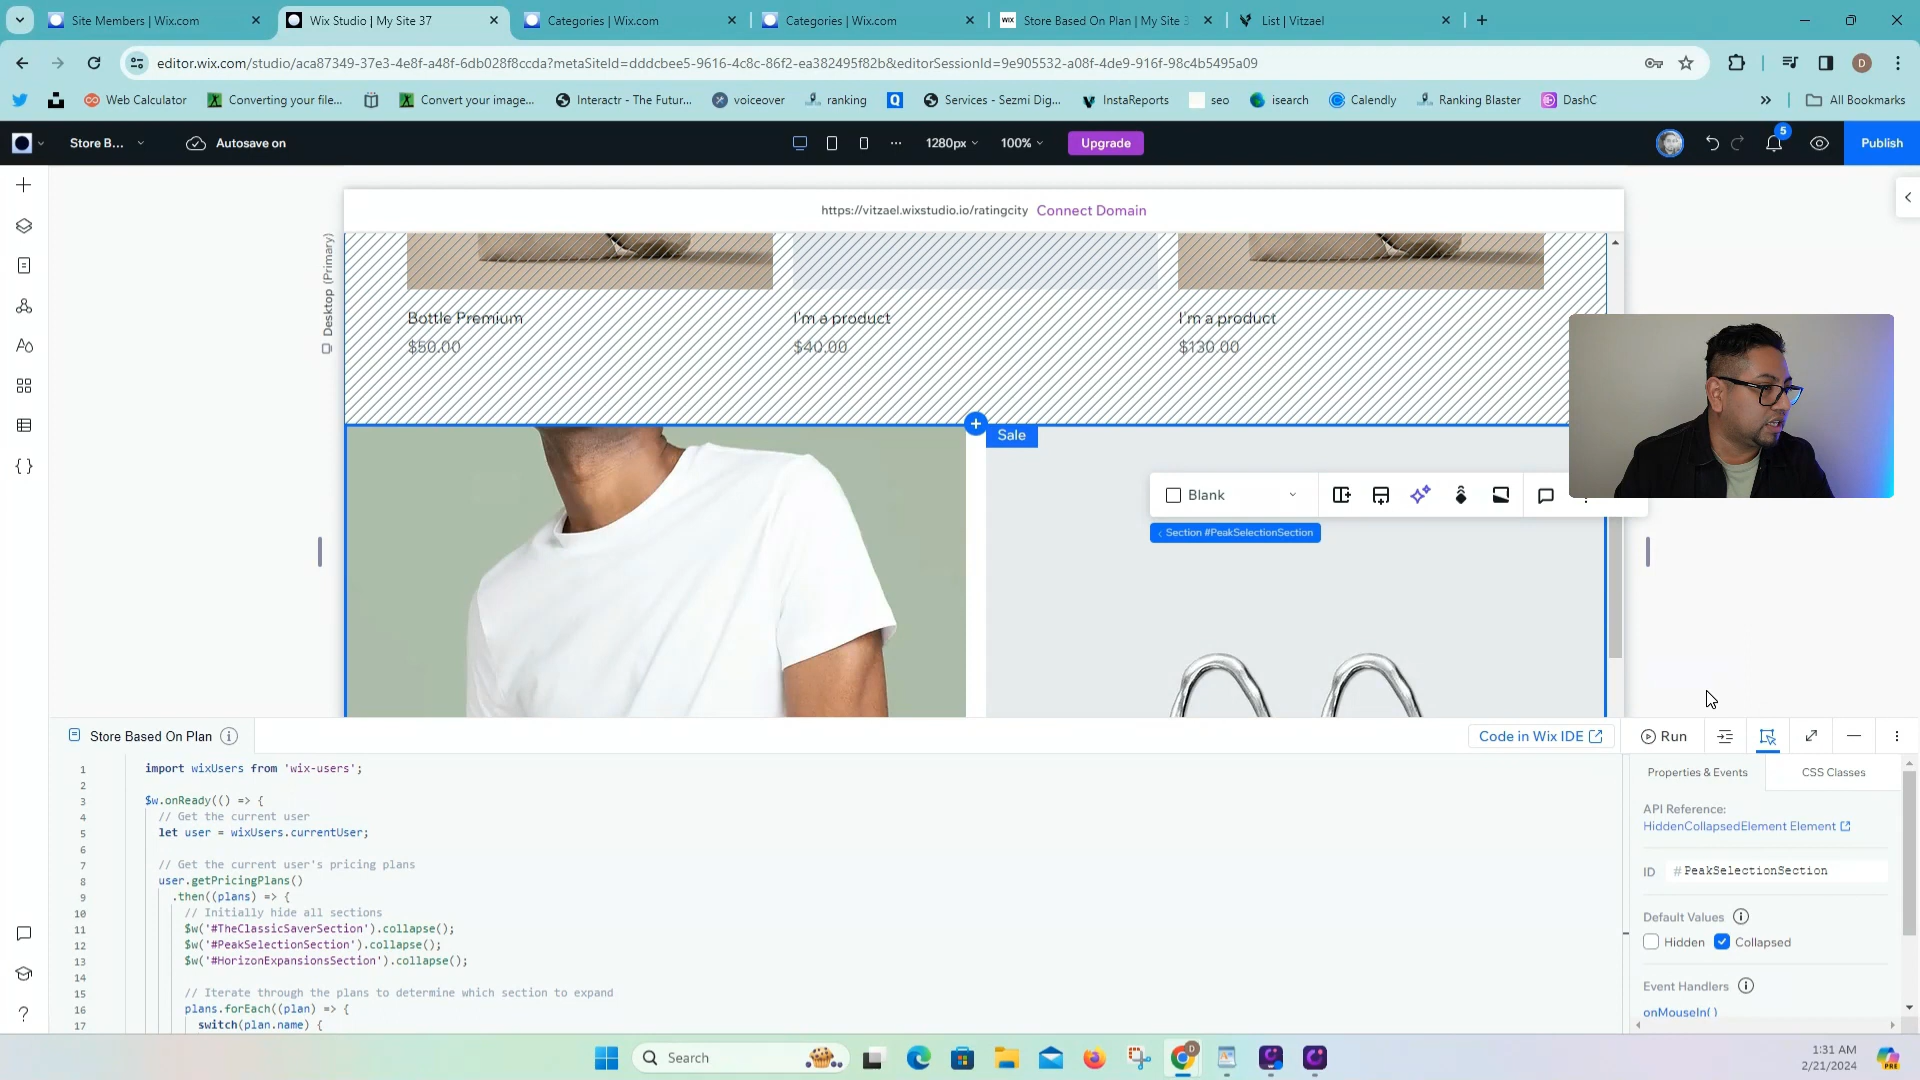 Site Members | Wix.com
Wix Studio | My Site 37
Categories | Wix.com
Categories | Wix.com
WIX
Store Based On Plan | My Site 3
List | Vitzael
editor.wix.com/studio/aca87349-37e3-4e8f-a48f-6db028f8ccda?metaSiteId=dddcbee5-9616-4c8c-86f2-ea382495f82b&editorSessionId=9e905532-a08f-4de9-916f-98c4b5495a09
D
Web Calculator
Converting your file...
Convert your image...
Interactr - The Futur...
voiceover
ranking
Q
Services - Sezmi Dig...
InstaReports
seo
isearch
Calendly
Ranking Blaster
DashC
All Bookmarks
Store B...
Autosave on
1280px
100%
Upgrade
5
Publish
https://vitzael.wixstudio.io/ratingcity Connect Domain
Desktop (Primary)
Bottle Premium
I'm a product
I'm a product
$50.00
$40.00
$130.00
Sale
Blank
Section #PeakSelectionSection
Store Based On Plan
Code in Wix IDE
Run
1 import wixUsers from 'wix-users';
2
3 $w.onReady(() => {
4 // Get the current user
5 let user = wixUsers.currentUser;
6
7 // Get the current user's pricing plans
8 user.getPricingPlans()
9 .then((plans) => {
10 // Initially hide all sections
11 $w('#TheClassicSaverSection').collapse();
12 $w('#PeakSelectionSection').collapse();
13 $w('#HorizonExpansionsSection').collapse();
14
15 // Iterate through the plans to determine which section to expand
16 plans.forEach((plan) => {
17 switch(plan.name) {
Properties & Events
CSS Classes
API Reference:
HiddenCollapsedElement Element
ID # PeakSelectionSection
Default Values
Hidden
Collapsed
Event Handlers
onMouseIn()
Search
D
1:31 AM
2/21/2024
PRE